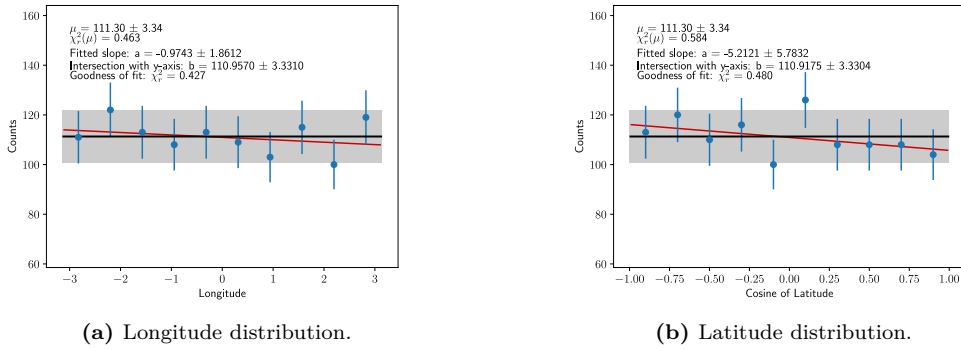 μ = 111.30 ± 3.34
χ²ᵣ(μ) = 0.463
Fitted slope: a = -0.9743 ± 1.8612
Intersection with y-axis: b = 110.9570 ± 3.3310
Goodness of fit: χ²ᵣ = 0.427
160
140
120
100
80
60
Counts
−3 −2 −1 0 1 2 3
Longitude
(a) Longitude distribution.
μ = 111.30 ± 3.34
χ²ᵣ(μ) = 0.584
Fitted slope: a = -5.2121 ± 5.7832
Intersection with y-axis: b = 110.9175 ± 3.3304
Goodness of fit: χ²ᵣ = 0.480
160
140
120
100
80
60
Counts
−1.00 −0.75 −0.50 −0.25 0.00 0.25 0.50 0.75 1.00
Cosine of Latitude
(b) Latitude distribution.